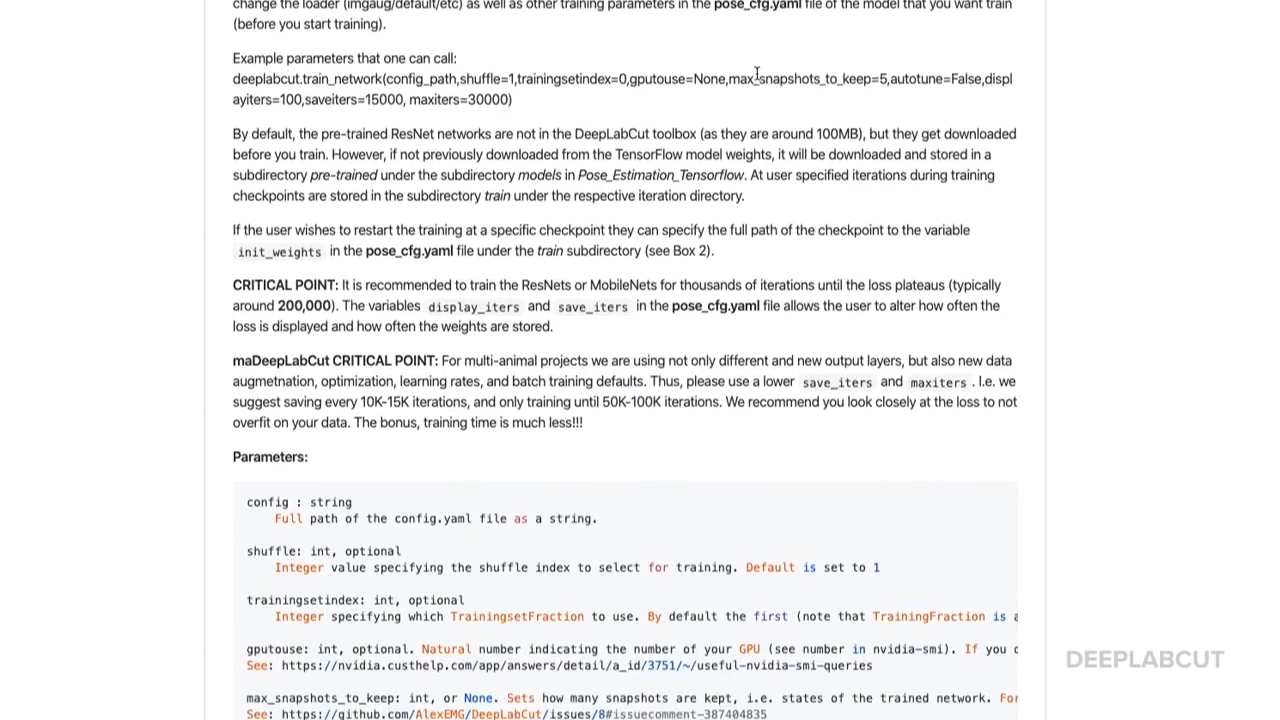 change the loader (imgaug/default/etc) as well as other training parameters in the pose_cfg.yaml file of the model that you want train
(before you start training).
Example parameters that one can call:
deeplabcut.train_network(config_path,shuffle=1,trainingsetindex=0,gputouse=None,max_snapshots_to_keep=5,autotune=False,displ
ayiters=100,saveiters=15000, maxiters=30000)
By default, the pre-trained ResNet networks are not in the DeepLabCut toolbox (as they are around 100MB), but they get downloaded
before you train. However, if not previously downloaded from the TensorFlow model weights, it will be downloaded and stored in a
subdirectory pre-trained under the subdirectory models in Pose_Estimation_Tensorflow. At user specified iterations during training
checkpoints are stored in the subdirectory train under the respective iteration directory.
If the user wishes to restart the training at a specific checkpoint they can specify the full path of the checkpoint to the variable
init_weights in the pose_cfg.yaml file under the train subdirectory (see Box 2).
CRITICAL POINT: It is recommended to train the ResNets or MobileNets for thousands of iterations until the loss plateaus (typically
around 200,000). The variables display_iters and save_iters in the pose_cfg.yaml file allows the user to alter how often the
loss is displayed and how often the weights are stored.
maDeepLabCut CRITICAL POINT: For multi-animal projects we are using not only different and new output layers, but also new data
augmetnation, optimization, learning rates, and batch training defaults. Thus, please use a lower save_iters and maxiters . I.e. we
suggest saving every 10K-15K iterations, and only training until 50K-100K iterations. We recommend you look closely at the loss to not
overfit on your data. The bonus, training time is much less!!!
Parameters:
config : string
Full path of the config.yaml file as a string.
shuffle: int, optional
Integer value specifying the shuffle index to select for training. Default is set to 1
trainingsetindex: int, optional
Integer specifying which TrainingsetFraction to use. By default the first (note that TrainingFraction is a
gputouse: int, optional. Natural number indicating the number of your GPU (see number in nvidia-smi). If you
See: https://nvidia.custhelp.com/app/answers/detail/a_id/3751/~/useful-nvidia-smi-queries
max_snapshots_to_keep: int, or None. Sets how many snapshots are kept, i.e. states of the trained network. For
See: https://github.com/AlexEMG/DeepLabCut/issues/8#issuecomment-387404835
DEEPLABCUT